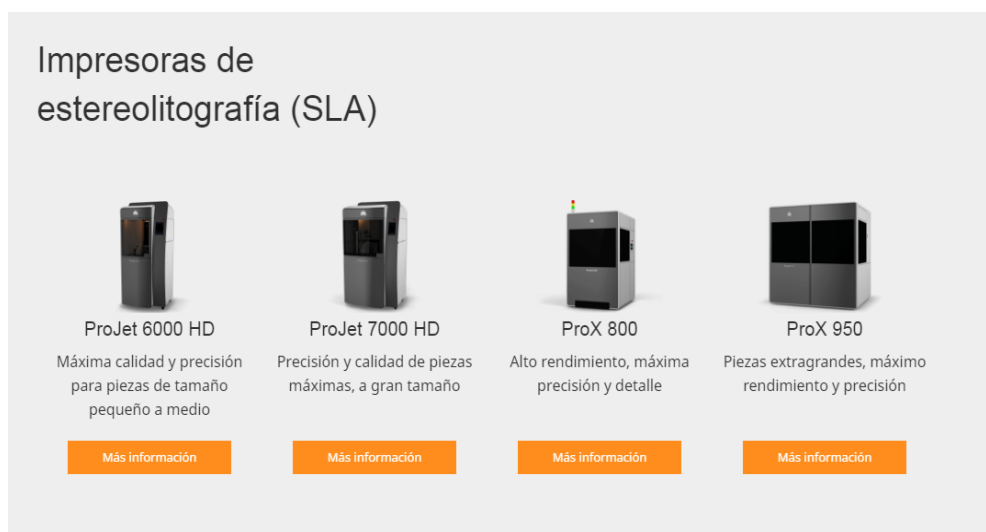 Impresoras de
estereolitografía (SLA)
ProJet 6000 HD
Máxima calidad y precisión
para piezas de tamaño
pequeño a medio
Más información
ProJet 7000 HD
Precisión y calidad de piezas
máximas, a gran tamaño
Más información
ProX 800
Alto rendimiento, máxima
precisión y detalle
Más información
ProX 950
Piezas extragrandes, máximo
rendimiento y precisión
Más información